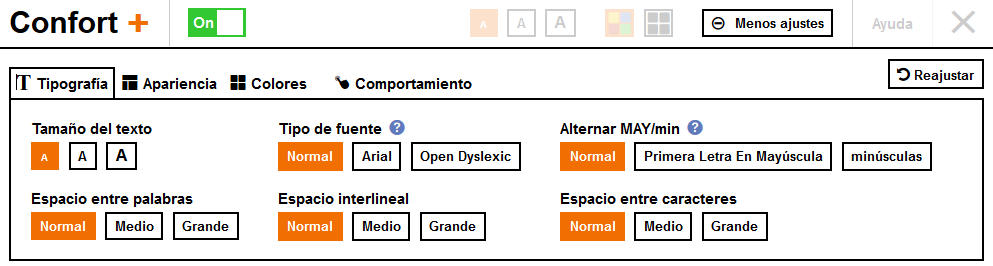 Confort +
On
A A A
Menos ajustes
Ayuda
Tipografía
Apariencia
Colores
Comportamiento
Reajustar
Tamaño del texto
A A A
Tipo de fuente ?
Normal Arial Open Dyslexic
Alternar MAY/min ?
Normal Primera Letra En Mayúscula minúsculas
Espacio entre palabras
Normal Medio Grande
Espacio interlineal
Normal Medio Grande
Espacio entre caracteres
Normal Medio Grande